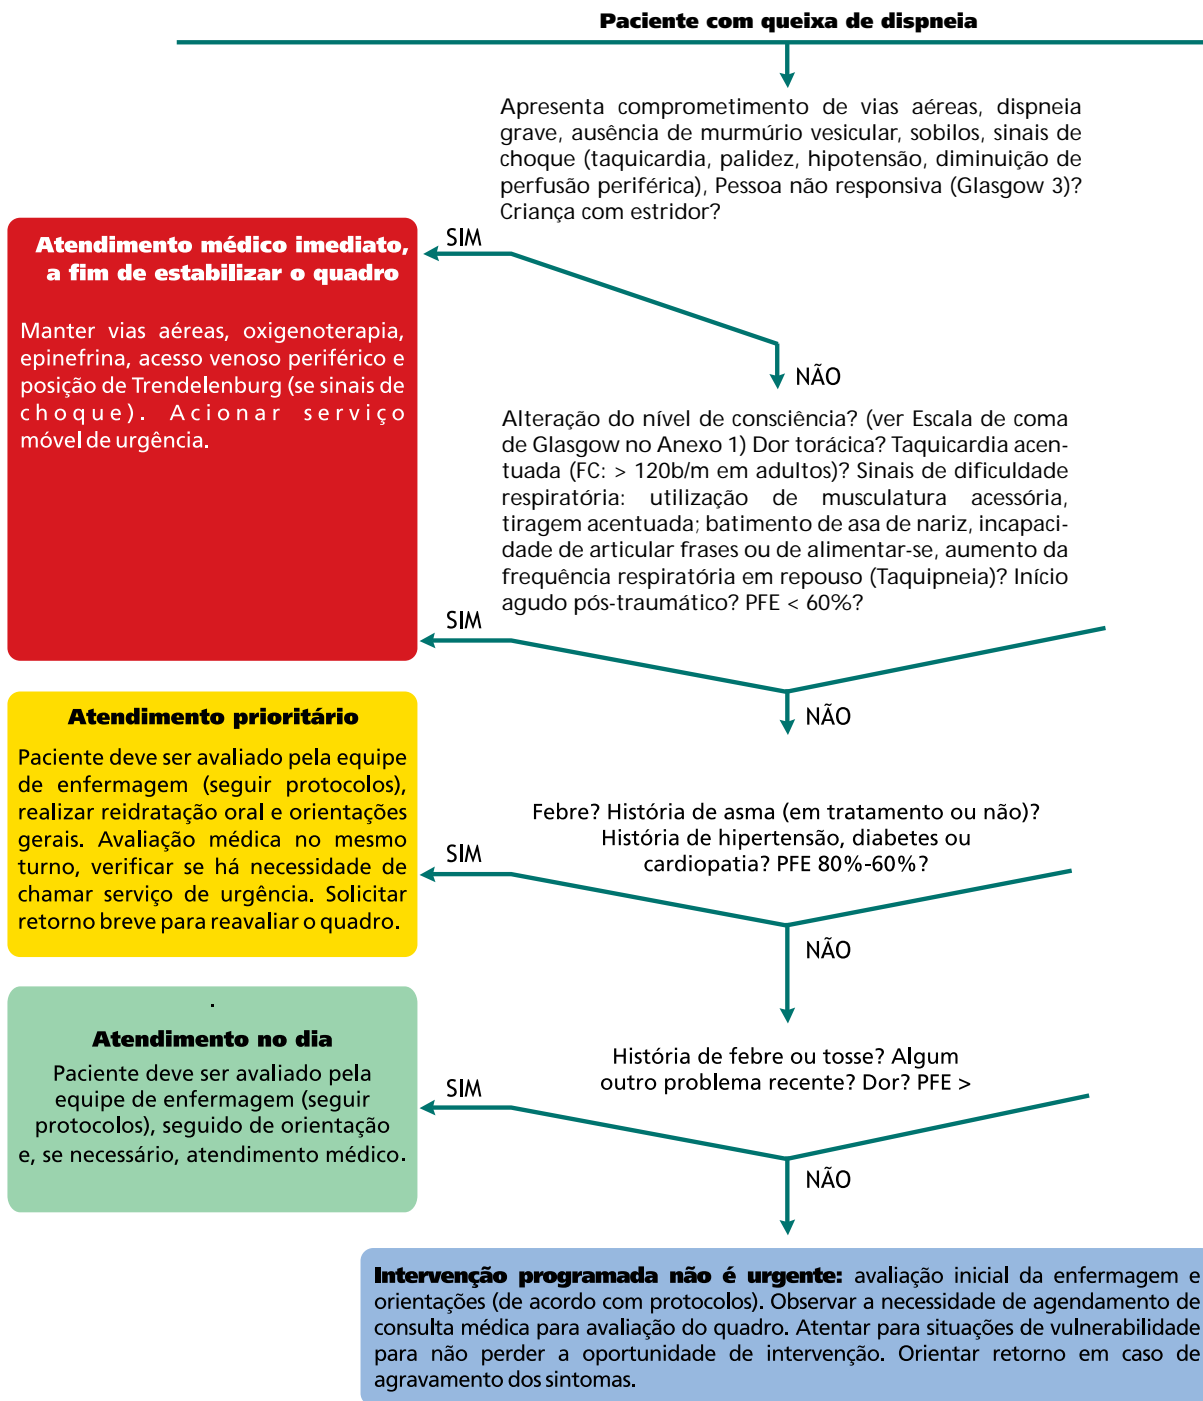 Paciente com queixa de dispneia
Apresenta comprometimento de vias aéreas, dispneia
grave, ausência de murmúrio vesicular, sobilos, sinais de
choque (taquicardia, palidez, hipotensão, diminuição de
perfusão periférica), Pessoa não responsiva (Glasgow 3)?
Criança com estridor?
SIM
Atendimento médico imediato,
a fim de estabilizar o quadro
Manter vias aéreas, oxigenoterapia,
epinefrina, acesso venoso periférico e
posição de Trendelenburg (se sinais de
choque). Acionar serviço
móvel de urgência.
NÃO
Alteração do nível de consciência? (ver Escala de coma
de Glasgow no Anexo 1) Dor torácica? Taquicardia acen-
tuada (FC: > 120b/m em adultos)? Sinais de dificuldade
respiratória: utilização de musculatura acessória,
tiragem acentuada; batimento de asa de nariz, incapaci-
dade de articular frases ou de alimentar-se, aumento da
frequência respiratória em repouso (Taquipneia)? Início
agudo pós-traumático? PFE < 60%?
SIM
NÃO
Atendimento prioritário
Paciente deve ser avaliado pela equipe
de enfermagem (seguir protocolos),
realizar reidratação oral e orientações
gerais. Avaliação médica no mesmo
turno, verificar se há necessidade de
chamar serviço de urgência. Solicitar
retorno breve para reavaliar o quadro.
Febre? História de asma (em tratamento ou não)?
História de hipertensão, diabetes ou
cardiopatia? PFE 80%-60%?
SIM
NÃO
.
Atendimento no dia
Paciente deve ser avaliado pela
equipe de enfermagem (seguir
protocolos), seguido de orientação
e, se necessário, atendimento médico.
História de febre ou tosse? Algum
outro problema recente? Dor? PFE >
SIM
NÃO
Intervenção programada não é urgente: avaliação inicial da enfermagem e
orientações (de acordo com protocolos). Observar a necessidade de agendamento de
consulta médica para avaliação do quadro. Atentar para situações de vulnerabilidade
para não perder a oportunidade de intervenção. Orientar retorno em caso de
agravamento dos sintomas.